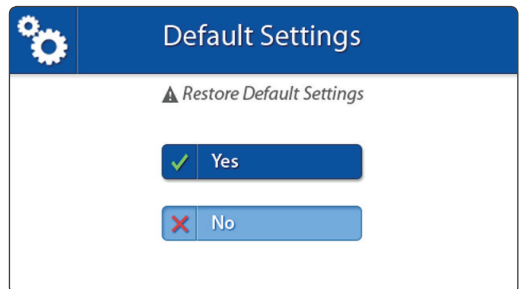 Default Settings
Restore Default Settings
Yes
No